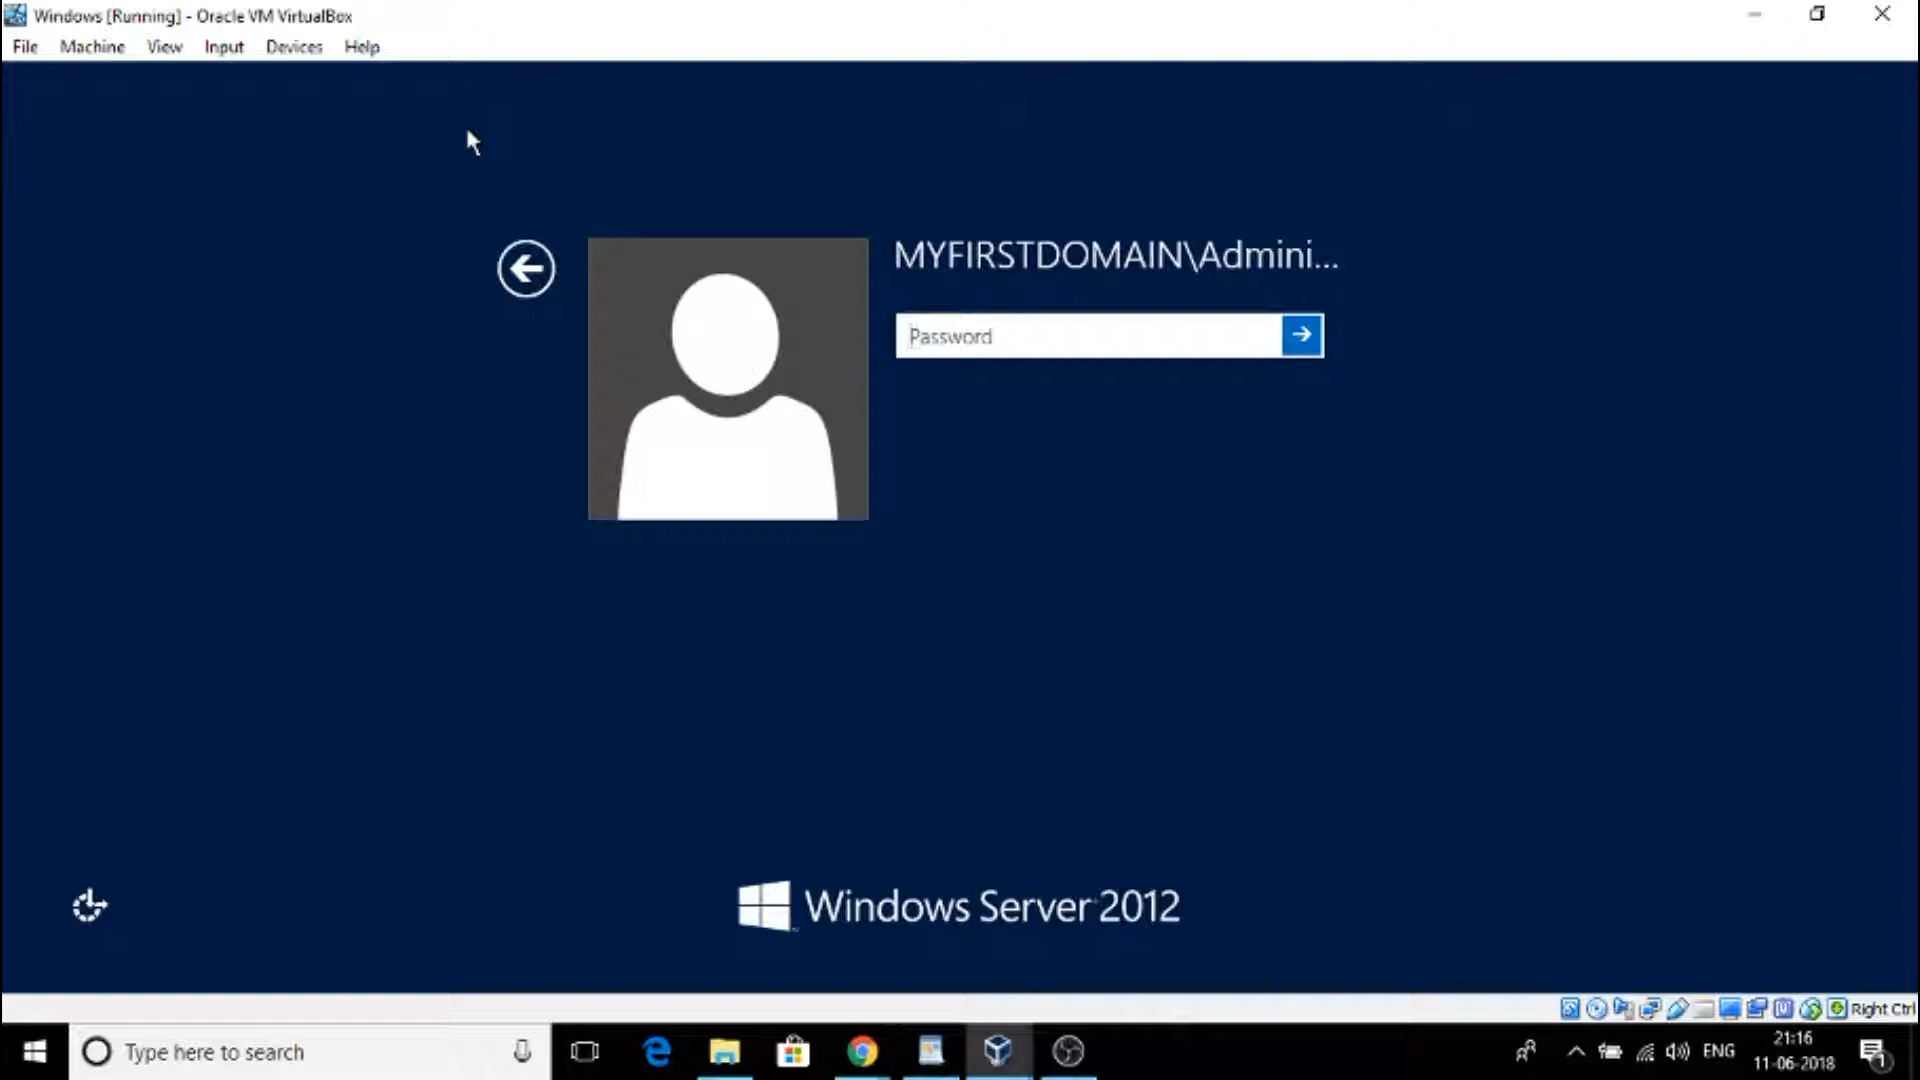 Windows [Running] - Oracle VM VirtualBox
File Machine View Input Devices Help
MYFIRSTDOMAIN\Admini...
Password
Windows Server 2012
Right Ctrl
Type here to search
ENG
21:16
11-06-2018
1